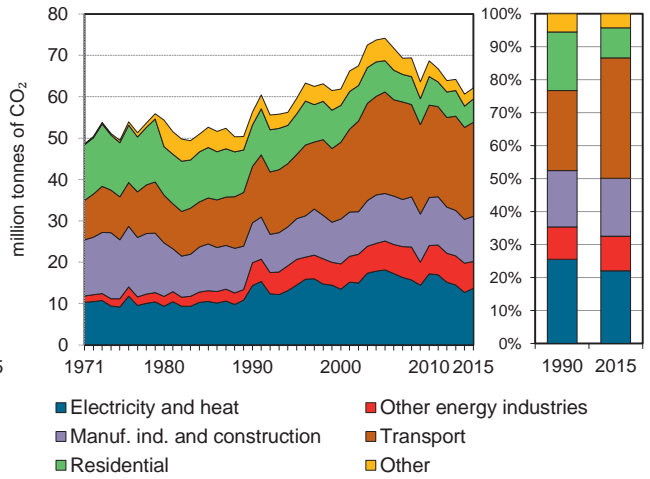 million tonnes of CO₂
80
70
60
50
40
30
20
10
0
1971 1980 1990 2000 2010 2015
5
100%
90%
80%
70%
60%
50%
40%
30%
20%
10%
0%
1990 2015
Electricity and heat
Other energy industries
Manuf. ind. and construction
Transport
Residential
Other